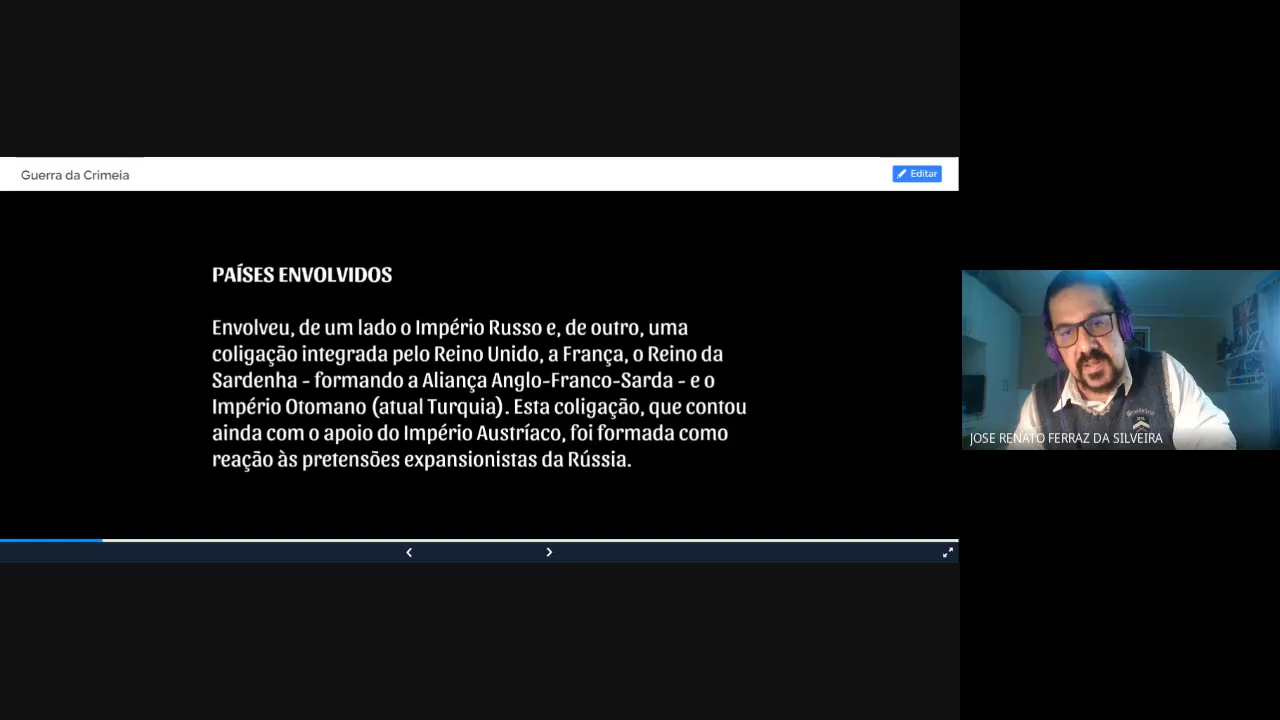 Guerra da Crimeia
Editar
PAÍSES ENVOLVIDOS
Envolveu, de um lado o Império Russo e, de outro, uma
coligação integrada pelo Reino Unido, a França, o Reino da
Sardenha - formando a Aliança Anglo-Franco-Sarda - e o
Império Otomano (atual Turquia). Esta coligação, que contou
ainda com o apoio do Império Austríaco, foi formada como
reação às pretensões expansionistas da Rússia.
JOSE RENATO FERRAZ DA SILVEIRA